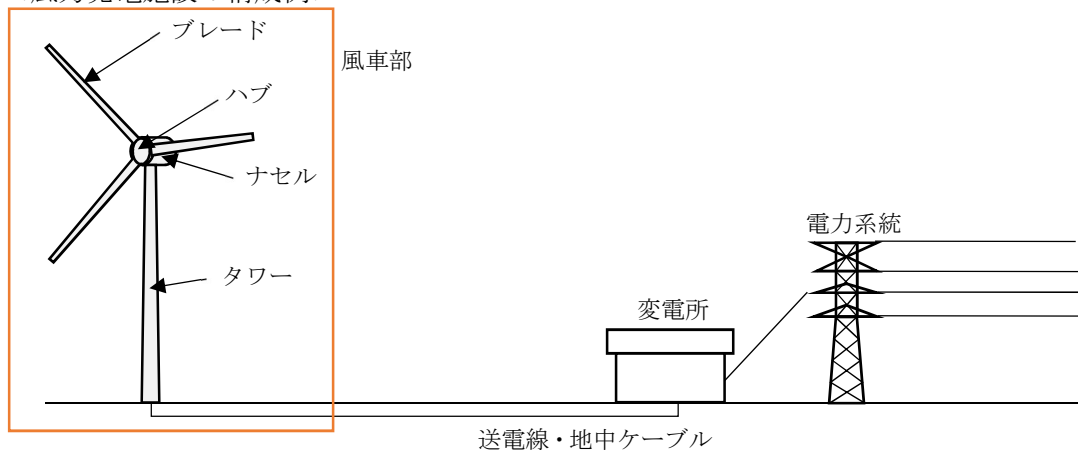 ブレード
風車部
ハブ
ナセル
電力系統
タワー
変電所
送電線・地中ケーブル